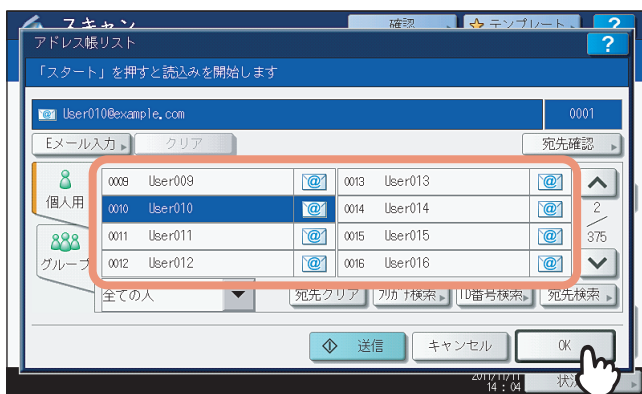 スキャン 確認 テンプレート ?
アドレス帳リスト ?
「スタート」を押すと読込みを開始します
User010@example.com 0001
Eメール入力 クリア 宛先確認
個人用
グループ
0009 User009 @ 0013 User013 @
0010 User010 @ 0014 User014 @
0011 User011 @ 0015 User015 @
0012 User012 @ 0016 User016 @
2
375
全ての人 宛先クリア フリガナ検索 ID番号検索 宛先検索
送信 キャンセル OK
2011/11/11
14:04